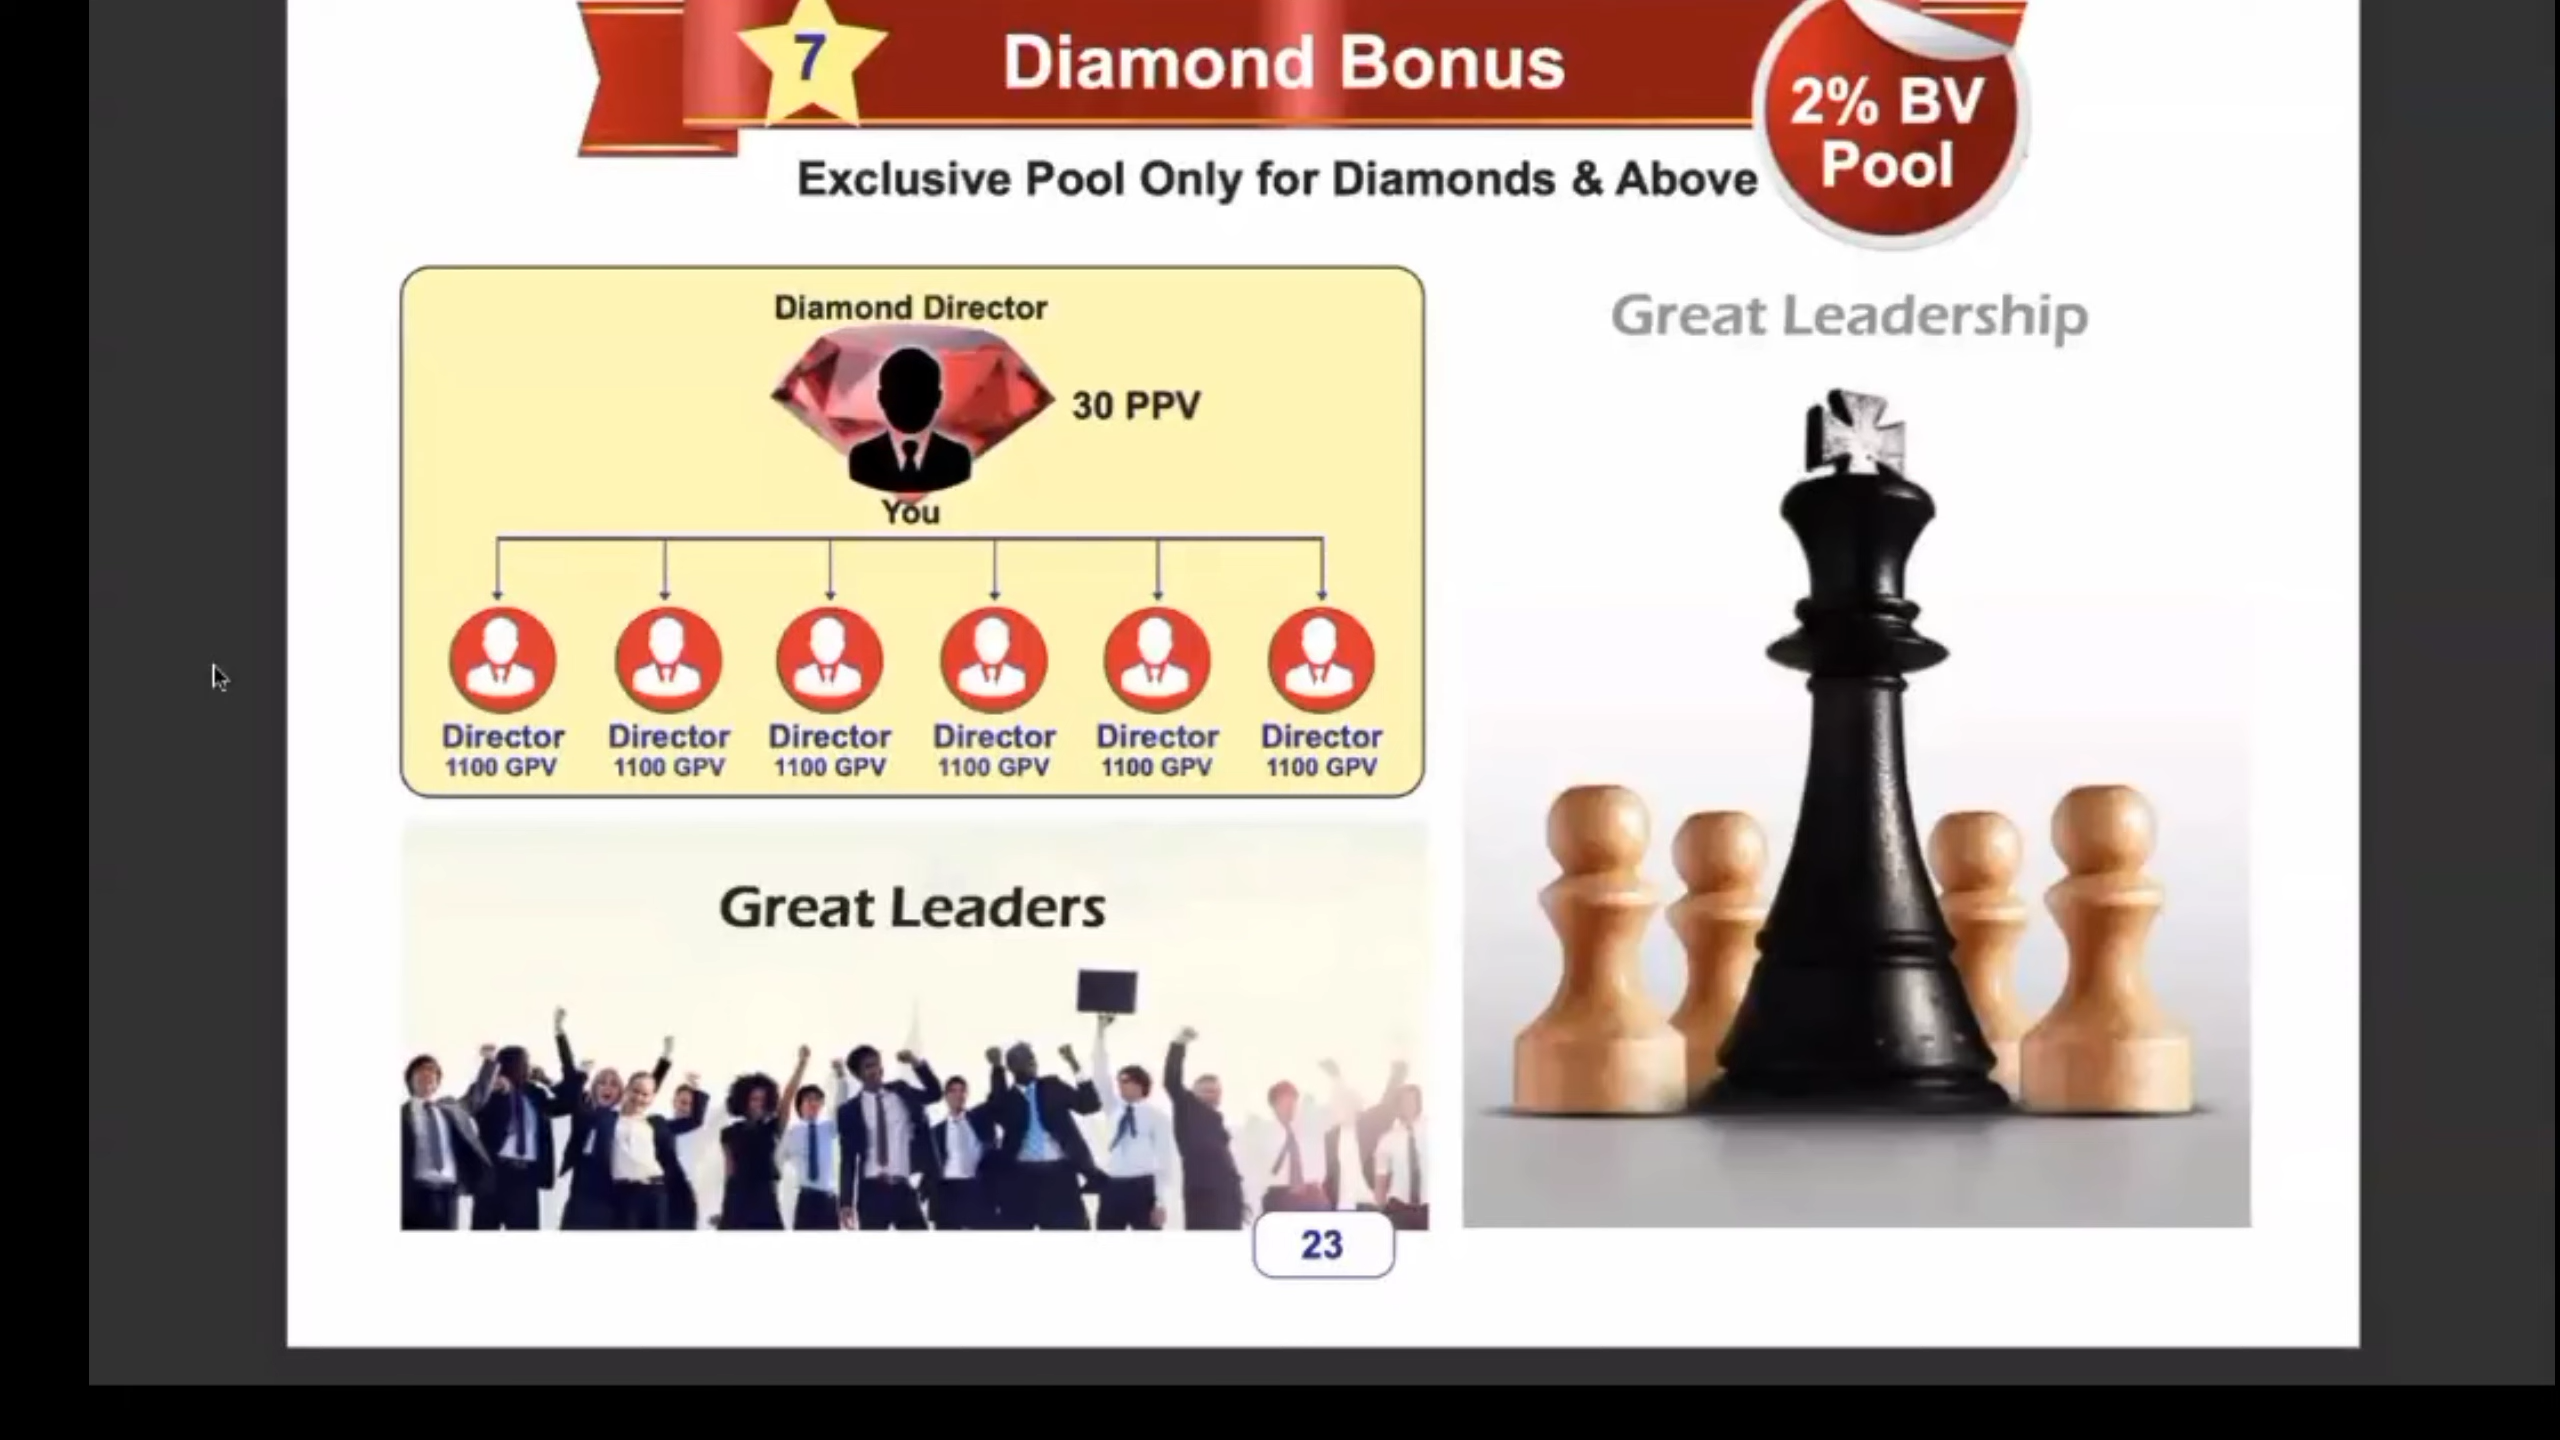 7
Diamond Bonus
2% BV
Pool
Exclusive Pool Only for Diamonds & Above
Diamond Director
30 PPV
You
Director Director Director Director Director Director
1100 GPV 1100 GPV 1100 GPV 1100 GPV 1100 GPV 1100 GPV
Great Leadership
Great Leaders
23